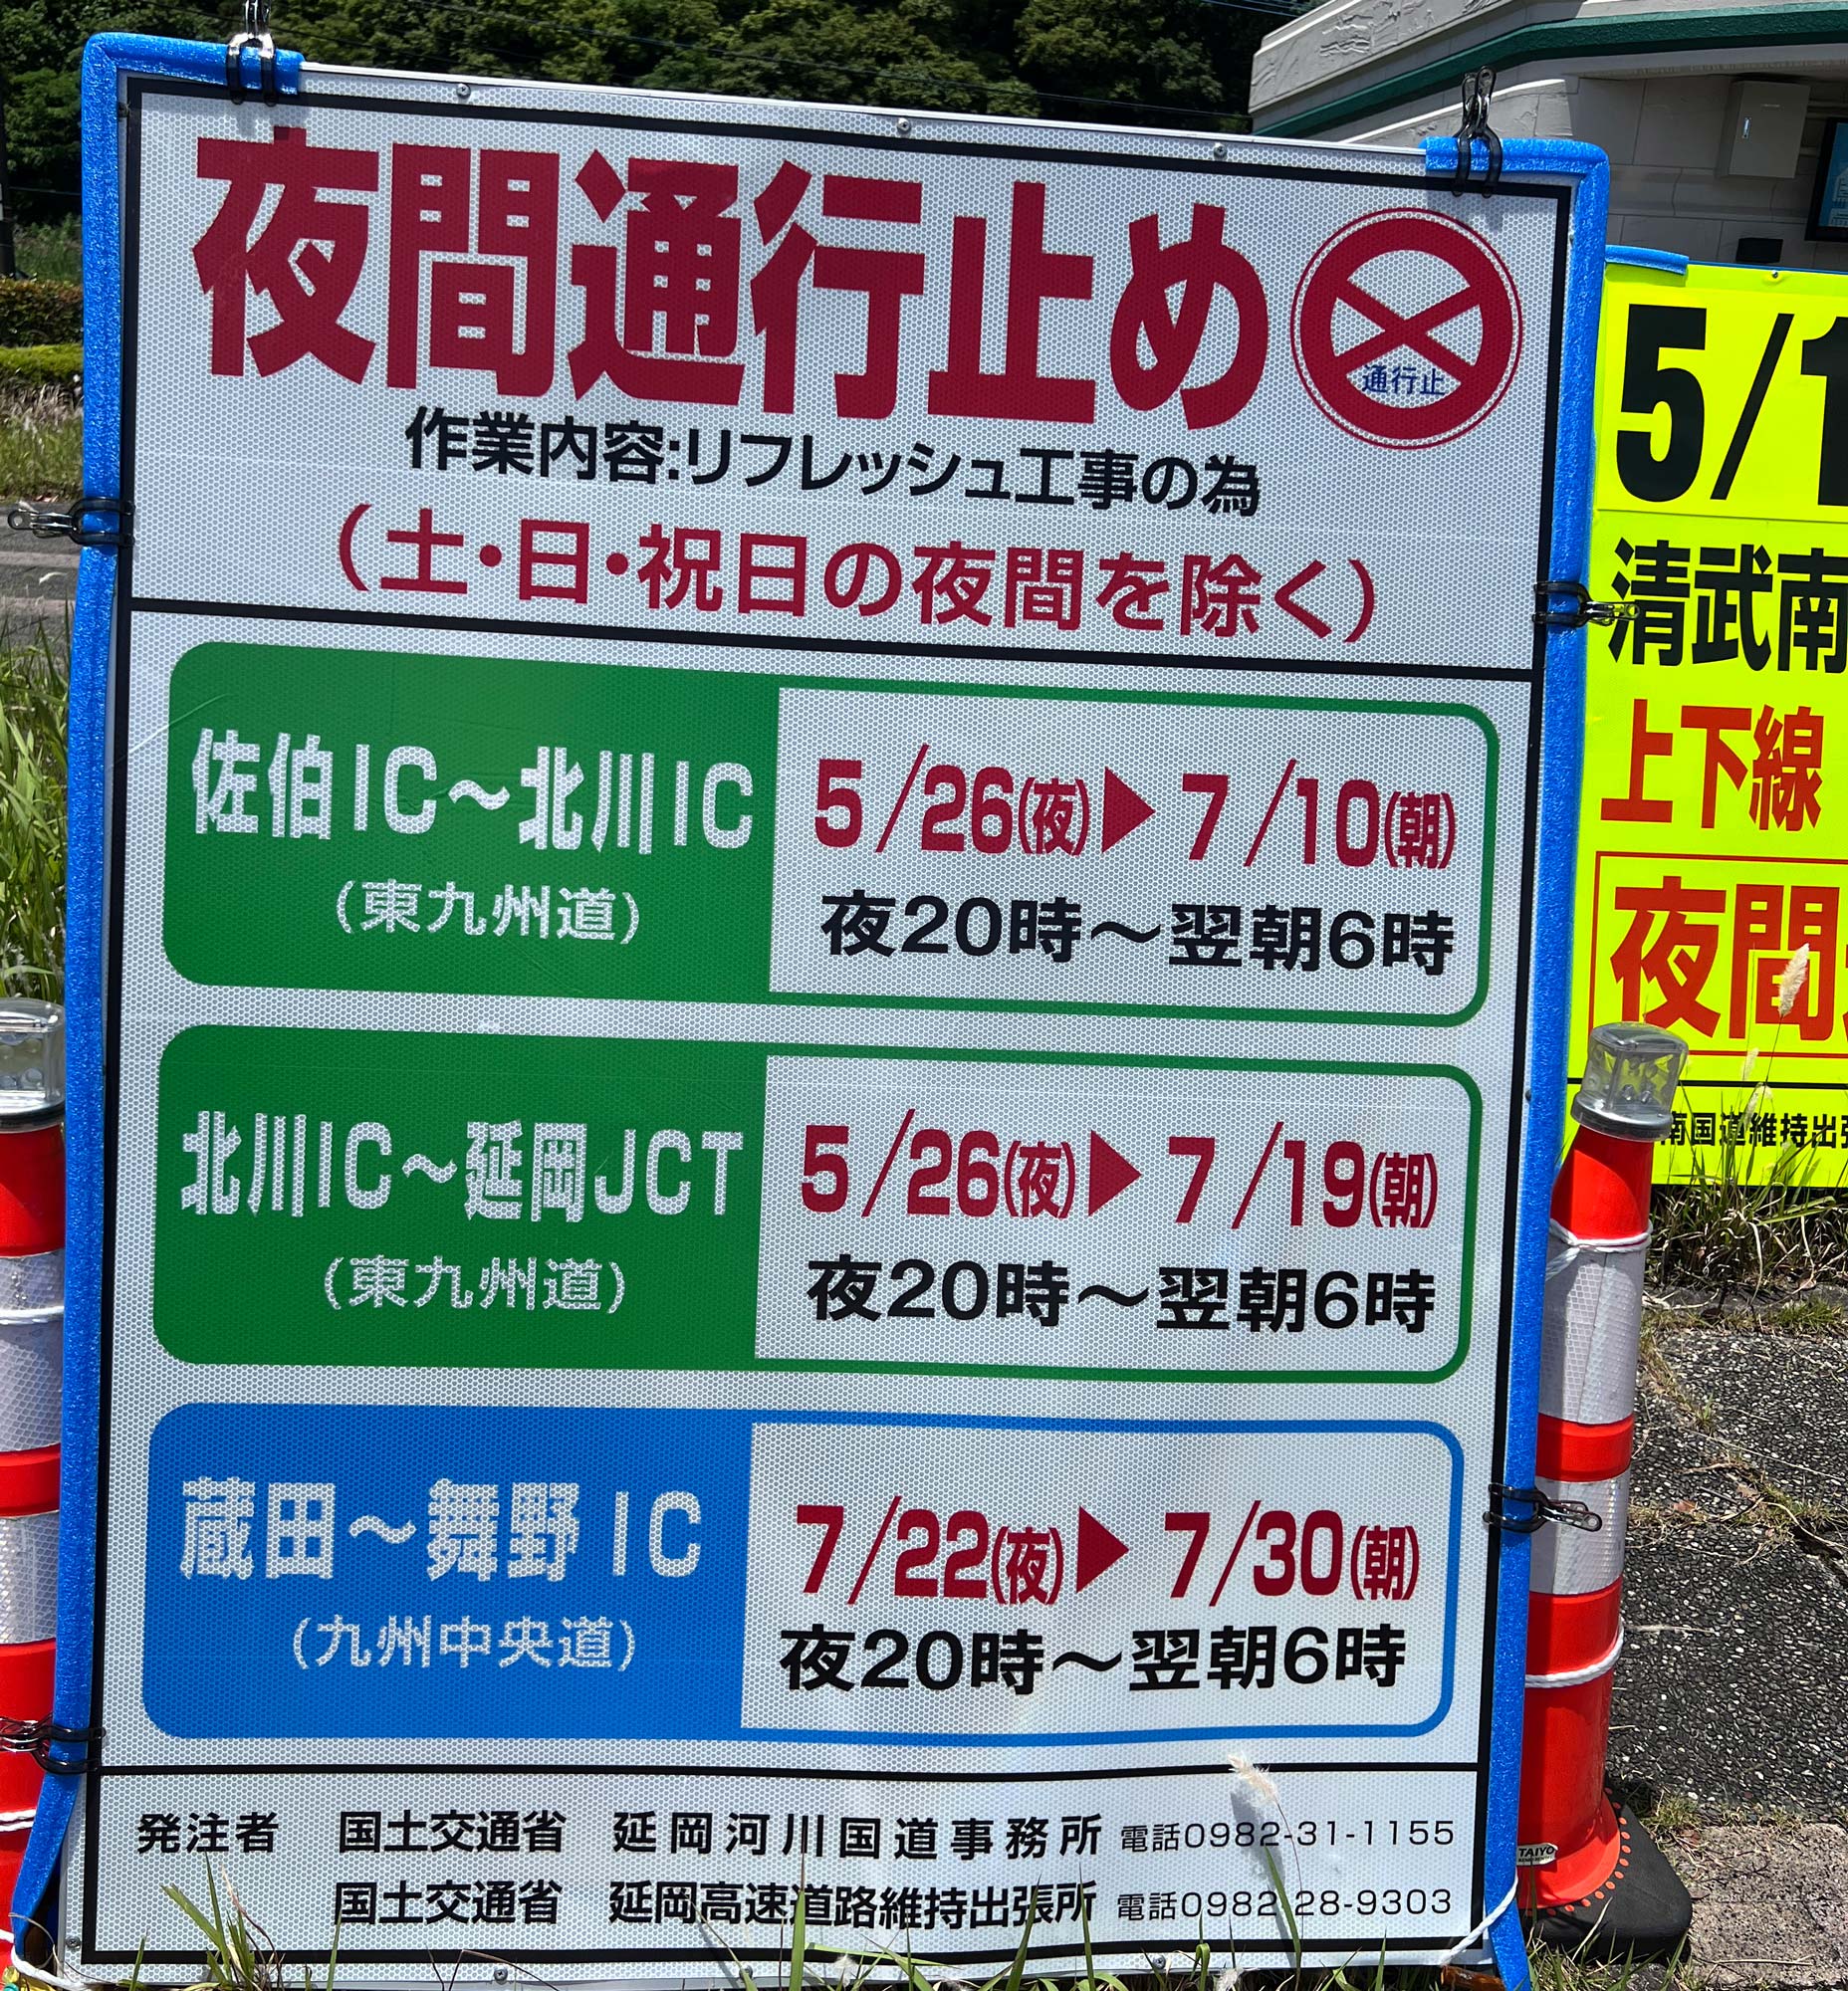 夜間通行止め
通行止
作業内容:リフレッシュ工事の為
(土・日・祝日の夜間を除く)
佐伯IC～北川IC
(東九州道)
5/26(夜)▶7/10(朝)
夜20時～翌朝6時
北川IC～延岡JCT
(東九州道)
5/26(夜)▶7/19(朝)
夜20時～翌朝6時
蔵田～舞野IC
(九州中央道)
7/22(夜)▶7/30(朝)
夜20時～翌朝6時
発注者 国土交通省 延岡河川国道事務所 電話0982-31-1155
国土交通省 延岡高速道路維持出張所 電話0982-28-9303
5/1
清武南
上下線
夜間
南国道維持出張
TAIYO